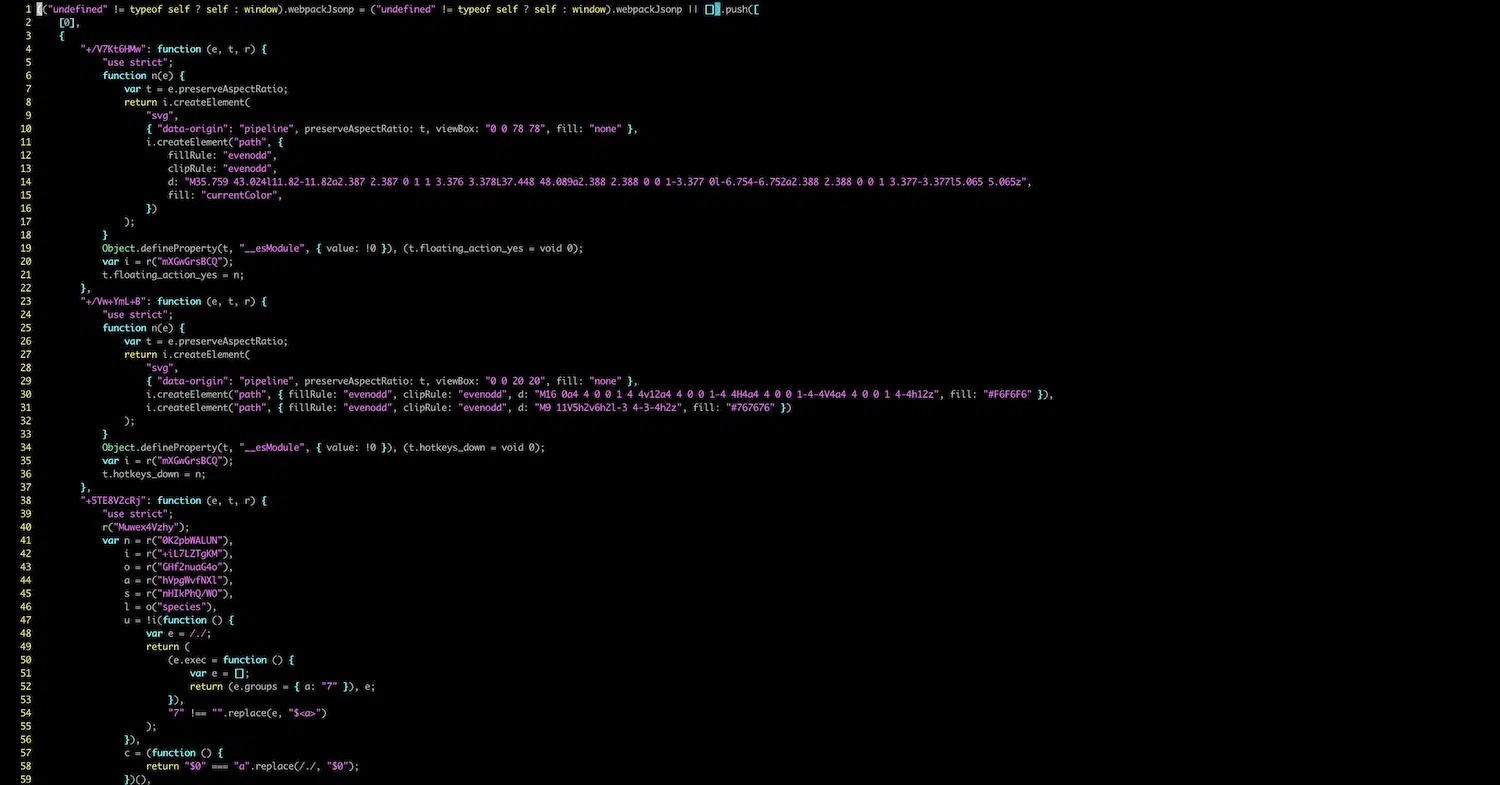 1 (("undefined" != typeof self ? self : window).webpackJsonp = ("undefined" != typeof self ? self : window).webpackJsonp || []).push([
2 [0],
3 {
4 "+/V7Kt6HMw": function (e, t, r) {
5 "use strict";
6 function n(e) {
7 var t = e.preserveAspectRatio;
8 return i.createElement(
9 "svg",
10 { "data-origin": "pipeline", preserveAspectRatio: t, viewBox: "0 0 78 78", fill: "none" },
11 i.createElement("path", {
12 fillRule: "evenodd",
13 clipRule: "evenodd",
14 d: "M35.759 43.024l11.82-11.82a2.387 2.387 0 1 1 3.376 3.378L37.448 48.089a2.388 2.388 0 0 1-3.377 0l-6.754-6.752a2.388 2.388 0 0 1 3.377-3.377l5.065 5.065z",
15 fill: "currentColor",
16 })
17 );
18 }
19 Object.defineProperty(t, "__esModule", { value: !0 }), (t.floating_action_yes = void 0);
20 var i = r("mXGwGrsBCQ");
21 t.floating_action_yes = n;
22 },
23 "+/Vw+YmL+B": function (e, t, r) {
24 "use strict";
25 function n(e) {
26 var t = e.preserveAspectRatio;
27 return i.createElement(
28 "svg",
29 { "data-origin": "pipeline", preserveAspectRatio: t, viewBox: "0 0 20 20", fill: "none" },
30 i.createElement("path", { fillRule: "evenodd", clipRule: "evenodd", d: "M16 0a4 4 0 0 1 4 4v12a4 4 0 0 1-4 4H4a4 4 0 0 1-4-4V4a4 4 0 0 1 4-4h12z", fill: "#F6F6F6" }),
31 i.createElement("path", { fillRule: "evenodd", clipRule: "evenodd", d: "M9 11V5h2v6h2l-3 4-3-4h2z", fill: "#767676" })
32 );
33 }
34 Object.defineProperty(t, "__esModule", { value: !0 }), (t.hotkeys_down = void 0);
35 var i = r("mXGwGrsBCQ");
36 t.hotkeys_down = n;
37 },
38 "+5TE8V2cRj": function (e, t, r) {
39 "use strict";
40 r("Muwex4Vzhy");
41 var n = r("0K2pbWALUN"),
42 i = r("+iL7LZTgKM"),
43 o = r("GHf2nuaG4o"),
44 a = r("hVpgWvfNXl"),
45 s = r("nHIkPhQ/WO"),
46 l = o("species"),
47 u = !i(function () {
48 var e = /./;
49 return (
50 (e.exec = function () {
51 var e = [];
52 return (e.groups = { a: "7" }), e;
53 }),
54 "7" !== "".replace(e, "$<a>")
55 );
56 }),
57 c = (function () {
58 return "$0" === "a".replace(/./, "$0");
59 })(),